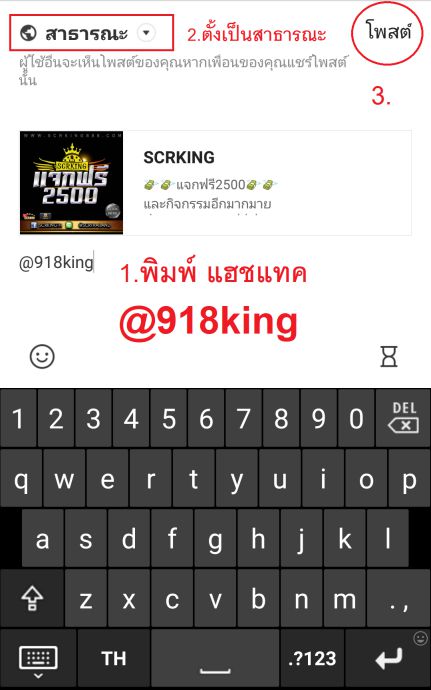 สาธารณะ
2.ตั้งเป็นสาธารณะ
โพสต์
ผู้ใช้อื่นจะเห็นโพสต์ของคุณหากเพื่อนของคุณแชร์โพสต์
นั้น
3.
WWW.SCRKING888.COM
SCRKING
แจกฟรี
2500
SCRKING
แจกฟรี2500
และกิจกรรมอีกมากมาย
@918king
1.พิมพ์ แฮชแทค
@918king
1 2 3 4 5 6 7 8 9 0 DEL
q w e r t y u i o p
a s d f g h j k l
z x c v b n m . ,
TH .?123